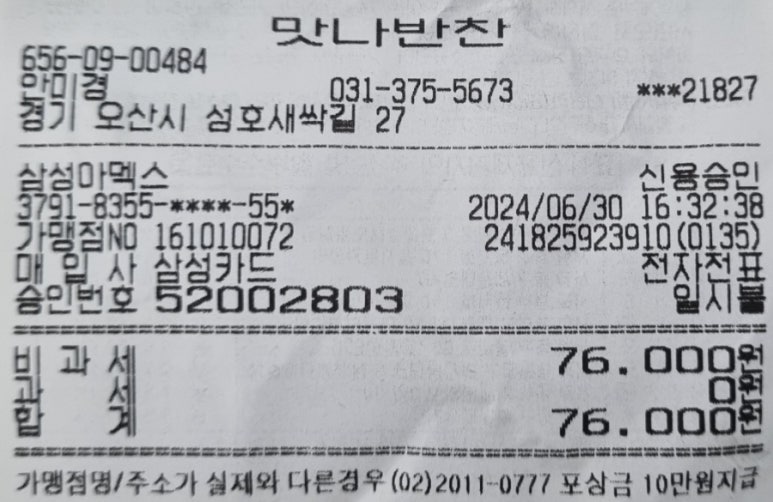 맛나반찬
656-09-00484
안미경 031-375-5673 ***21827
경기 오산시 성호새싹길 27
삼성아멕스 신용승인
3791-8355-****-55* 2024/06/30 16:32:38
가맹점NO 161010072 241825923910(0135)
매 입 사 삼성카드 전자전표
승인번호 52002803 일시불
비 과 세 76.000원
과 세 0원
합 계 76.000원
가맹점명/주소가 실제와 다른경우(02)2011-0777 포상금 10만원지급